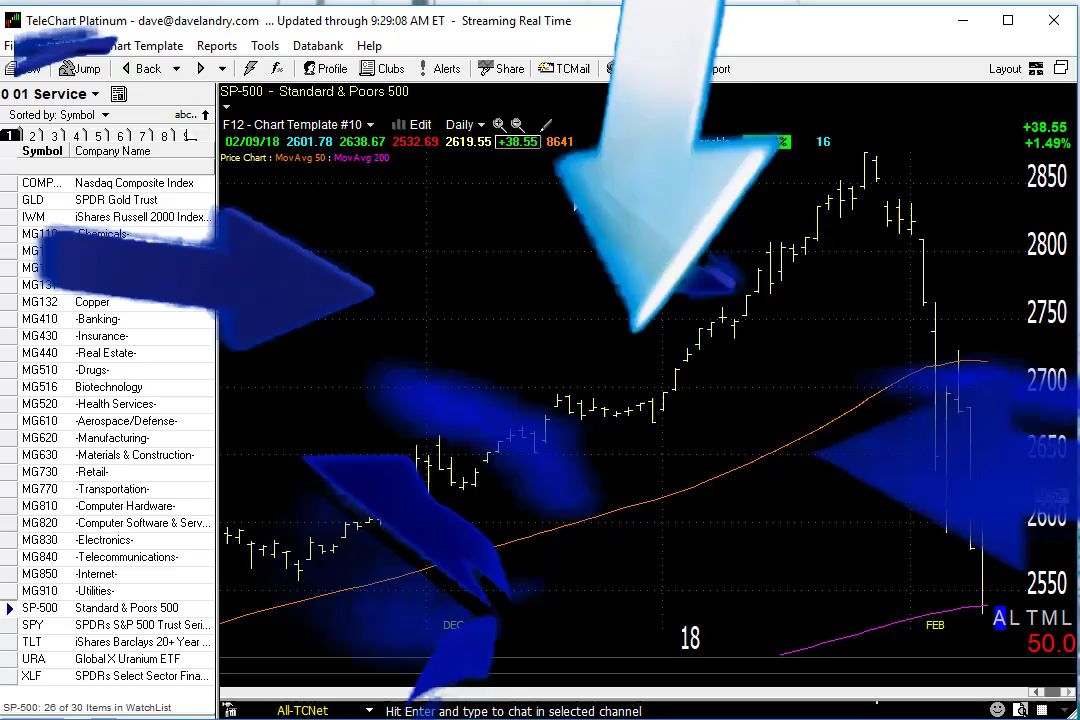 TeleChart Platinum - dave@davelandry.com ... Updated through 9:29:08 AM ET - Streaming Real Time
Template Reports Tools Databank Help
Jump Back Profile Clubs Alerts Share TCMail Layout
01 Service
Sorted by: Symbol abc..
1 2 3 4 5 6 7 8
Symbol Company Name
COMP... Nasdaq Composite Index
GLD SPDR Gold Trust
IWM iShares Russell 2000 Index...
-Chemicals-
MG132 Copper
MG410 -Banking-
MG430 -Insurance-
MG440 -Real Estate-
MG510 -Drugs-
MG516 Biotechnology
MG520 -Health Services-
MG610 -Aerospace/Defense-
MG620 -Manufacturing-
MG630 -Materials & Construction-
MG730 -Retail-
MG770 -Transportation-
MG810 -Computer Hardware-
MG820 -Computer Software & Serv...
MG830 -Electronics-
MG840 -Telecommunications-
MG850 -Internet-
MG910 -Utilities-
SP-500 Standard & Poors 500
SPY SPDRs S&P 500 Trust Seri...
TLT iShares Barclays 20+ Year ...
URA Global X Uranium ETF
XLF SPDRs Select Sector Fina...
SP-500: 26 of 30 Items in WatchList
SP-500 - Standard & Poors 500
F12 - Chart Template #10 Edit Daily
02/09/18 2601.78 2638.67 2532.69 2619.55 +38.55 8641 % 16
Price Chart : MovAvg 50 : MovAvg 200
+38.55
+1.49%
2850
2800
2750
2700
2650
2600
2550
DEC 18 FEB
A L T M L
50.0
All-TCNet Hit Enter and type to chat in selected channel